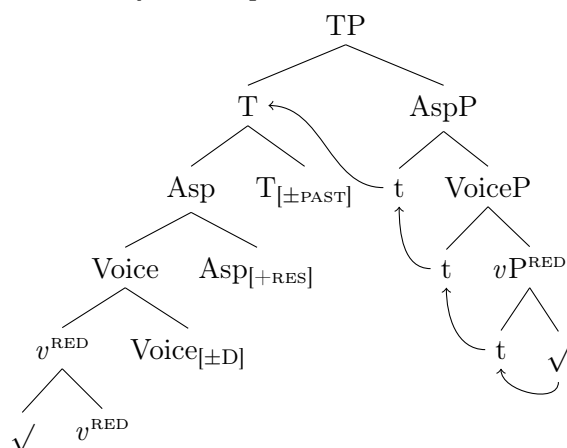 TP
T AspP
Asp T[±PAST] t VoiceP
Voice Asp[+RES] t vP^RED
v^RED Voice[±D] t √
√ v^RED